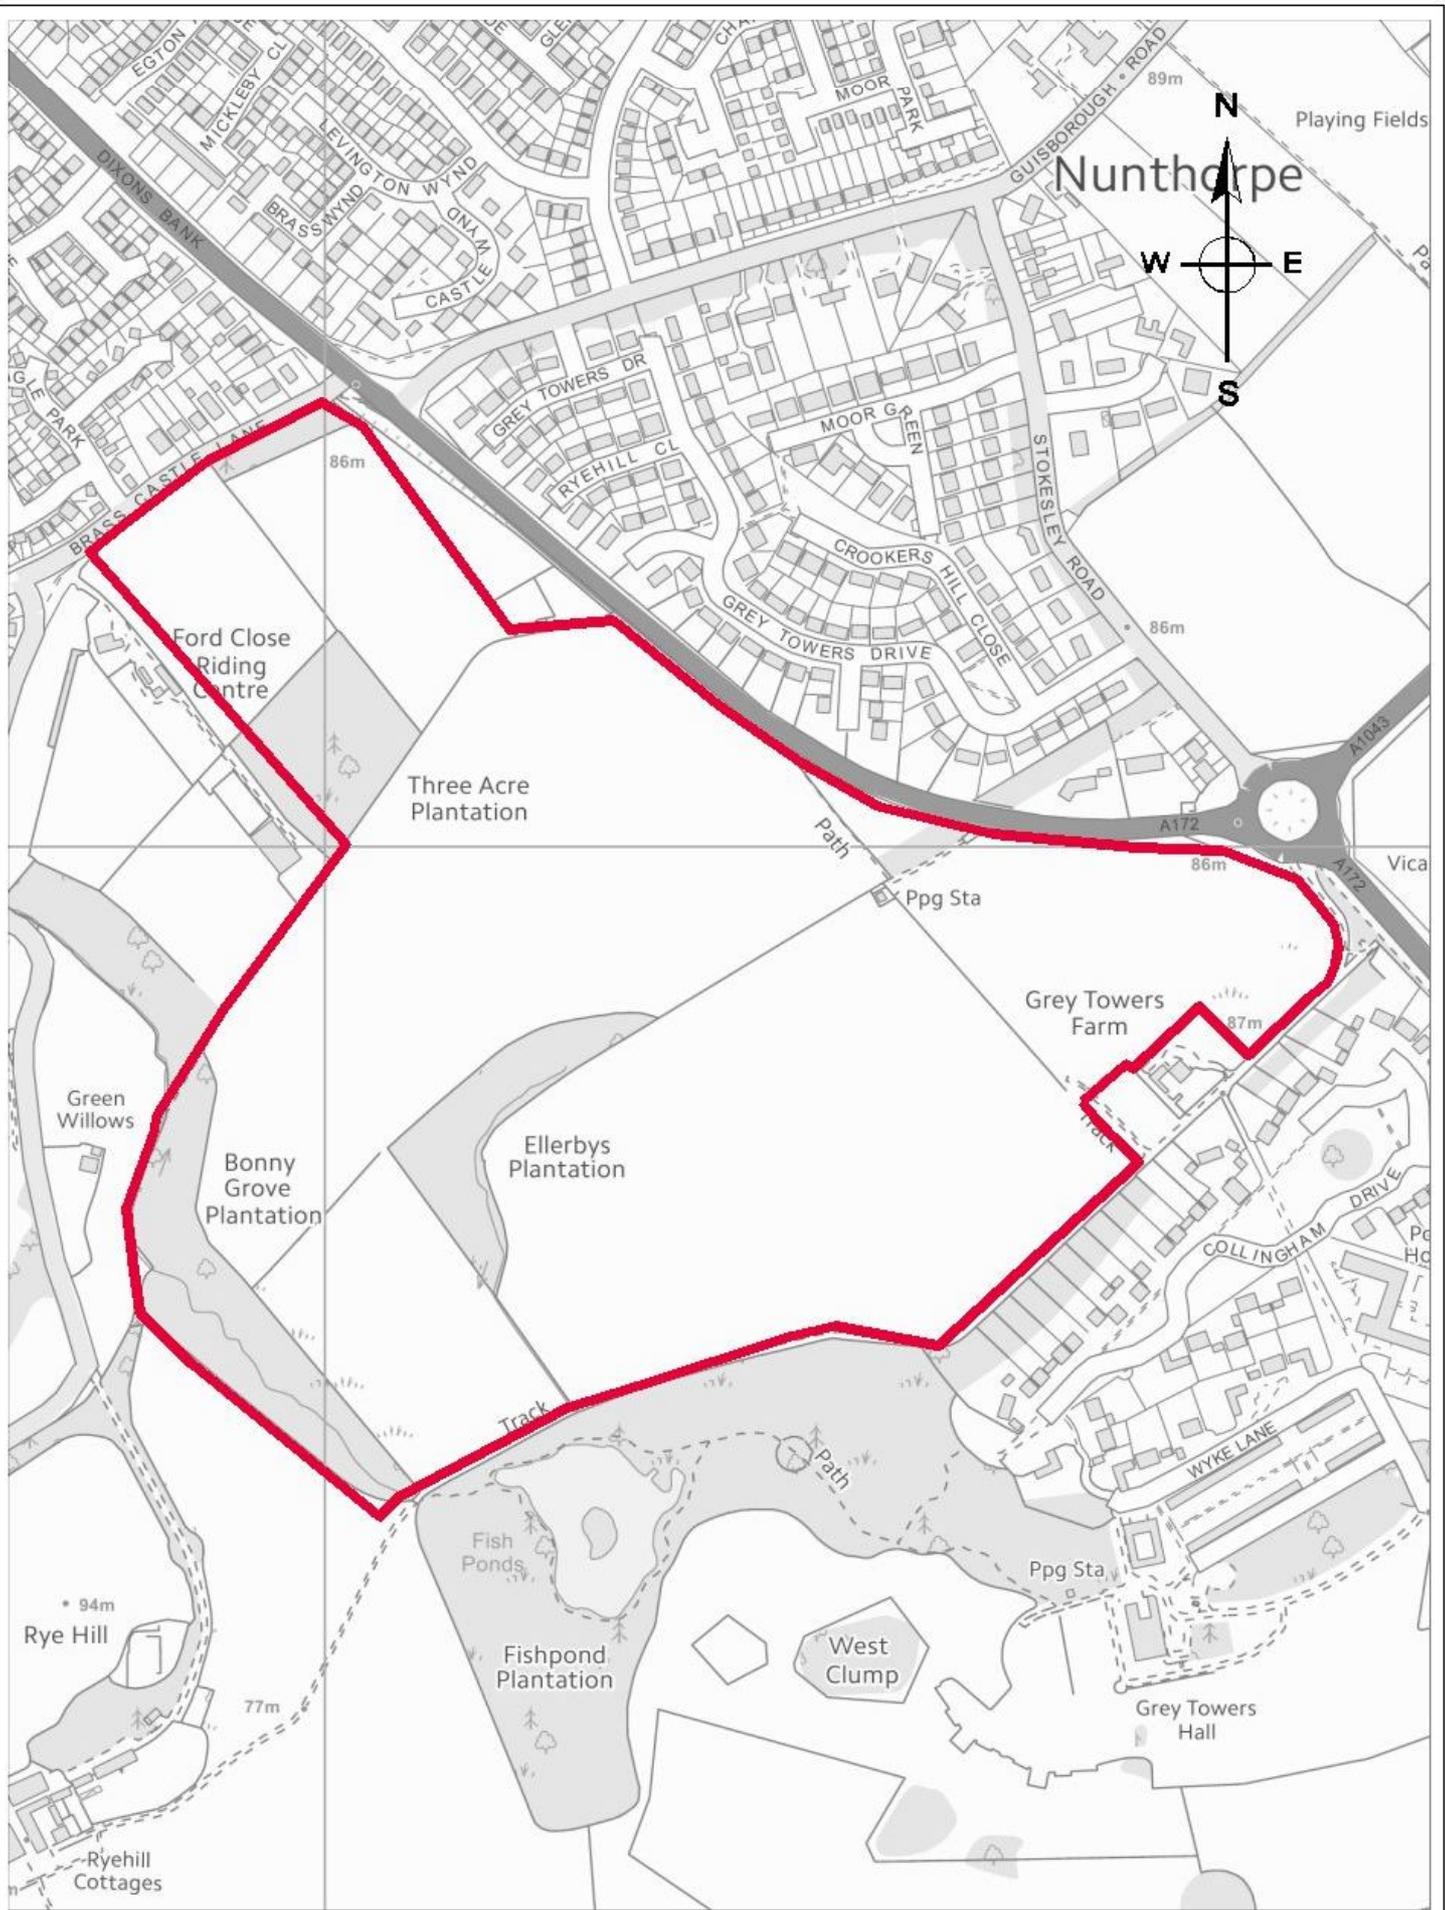 EGTON
MICKLEBY CL
LEVINGTON WYND
BRASS WYND
CASTLE WYND
DIXONS BANK
MOOR
PARK
GUISBOROUGH ROAD
89m
N
Playing Fields
Nunthorpe
W
E
S
GREY TOWERS DR
RYEHILL CL
MOOR GREEN
STOKESLEY ROAD
BRASS CASTLE LANE
86m
CROOKERS HILL CLOSE
GREY TOWERS DRIVE
86m
Ford Close
Riding
Centre
A1043
Three Acre
Plantation
Path
A172
86m
A172
Ppg Sta
Grey Towers
Farm
87m
Green
Willows
Track
Ellerbys
Plantation
Bonny
Grove
Plantation
COLLINGHAM DRIVE
Track
Path
WYKE LANE
Fish
Ponds
Ppg Sta
94m
Rye Hill
Fishpond
Plantation
West
Clump
77m
Grey Towers
Hall
Ryehill
Cottages